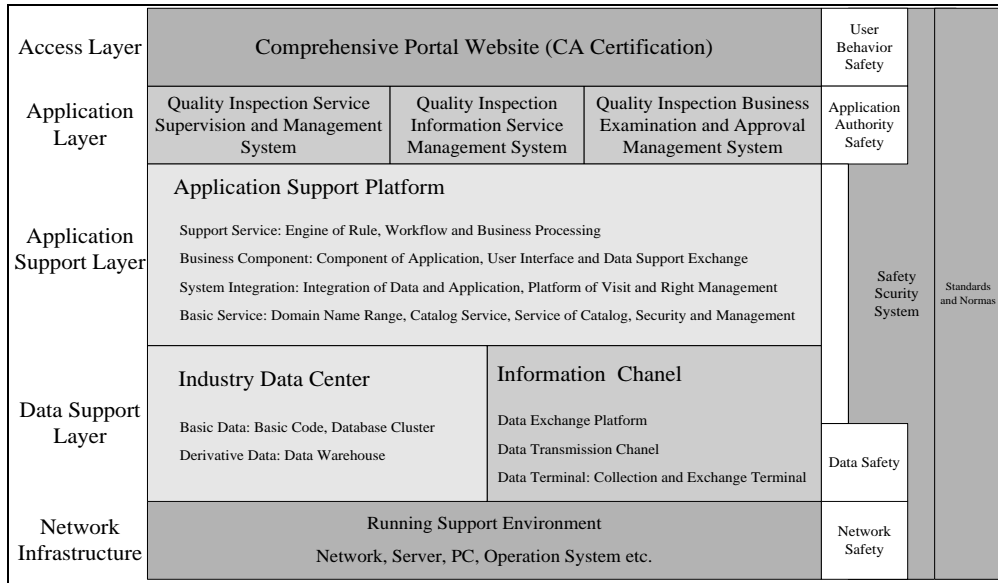 Access Layer
Comprehensive Portal Website (CA Certification)
User
Behavior
Safety
Application
Layer
Quality Inspection Service
Supervision and Management
System
Quality Inspection
Information Service
Management System
Quality Inspection Business
Examination and Approval
Management System
Application
Authority
Safety
Application
Support Layer
Application Support Platform
Support Service: Engine of Rule, Workflow and Business Processing
Business Component: Component of Application, User Interface and Data Support Exchange
System Integration: Integration of Data and Application, Platform of Visit and Right Management
Basic Service: Domain Name Range, Catalog Service, Service of Catalog, Security and Management
Safety
Scurity
System
Standards
and Normas
Data Support
Layer
Industry Data Center
Basic Data: Basic Code, Database Cluster
Derivative Data: Data Warehouse
Information Chanel
Data Exchange Platform
Data Transmission Chanel
Data Terminal: Collection and Exchange Terminal
Data Safety
Network
Infrastructure
Running Support Environment
Network, Server, PC, Operation System etc.
Network
Safety